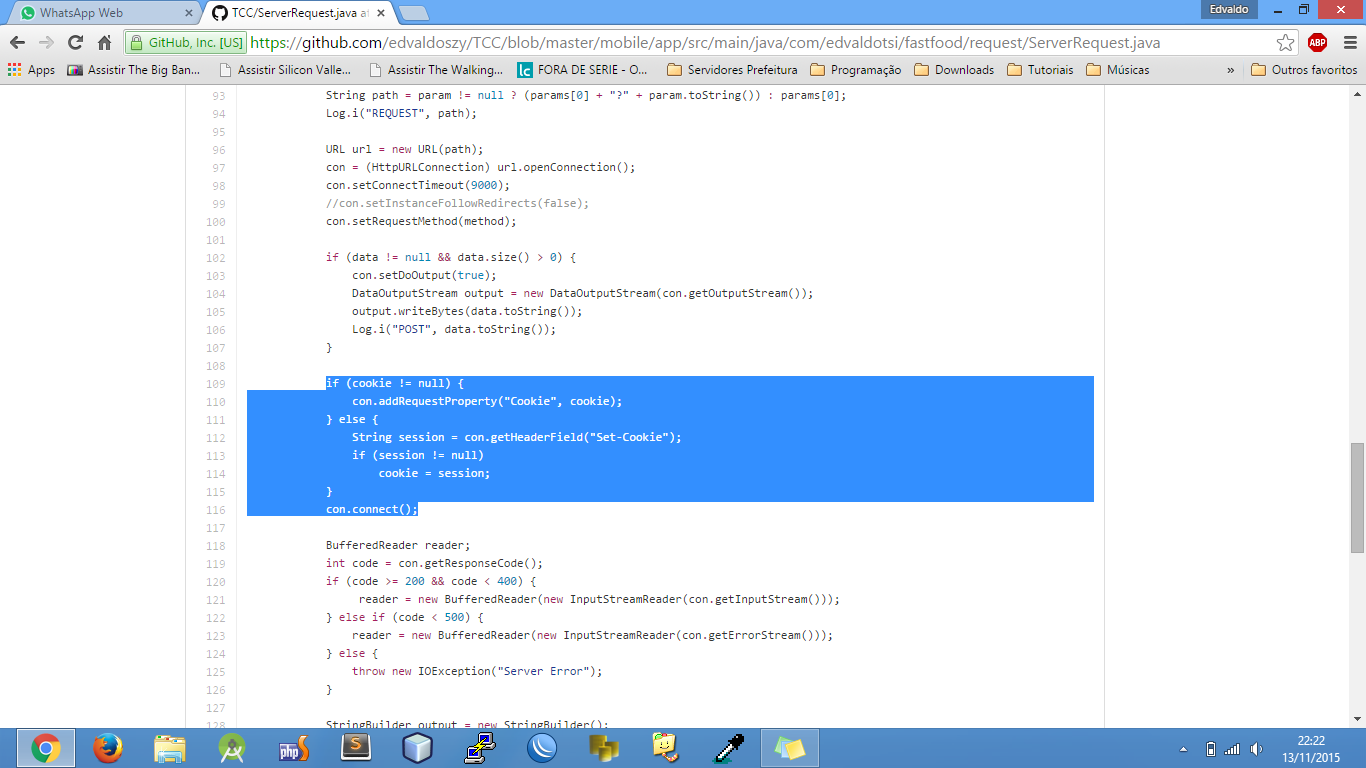 WhatsApp Web
TCC/ServerRequest.java at
Edvaldo
GitHub, Inc. [US]
https://github.com/edvaldoszy/TCC/blob/master/mobile/app/src/main/java/com/edvaldotsi/fastfood/request/ServerRequest.java
ABP
Apps
Assistir The Big Ban...
Assistir Silicon Valle...
Assistir The Walking...
lc
FORA DE SERIE - O...
Servidores Prefeitura
Programação
Downloads
Tutoriais
Músicas
»
Outros favoritos
93 String path = param != null ? (params[0] + "?" + param.toString()) : params[0];
94 Log.i("REQUEST", path);
95
96 URL url = new URL(path);
97 con = (HttpURLConnection) url.openConnection();
98 con.setConnectTimeout(9000);
99 //con.setInstanceFollowRedirects(false);
100 con.setRequestMethod(method);
101
102 if (data != null && data.size() > 0) {
103 con.setDoOutput(true);
104 DataOutputStream output = new DataOutputStream(con.getOutputStream());
105 output.writeBytes(data.toString());
106 Log.i("POST", data.toString());
107 }
108
109 if (cookie != null) {
110 con.addRequestProperty("Cookie", cookie);
111 } else {
112 String session = con.getHeaderField("Set-Cookie");
113 if (session != null)
114 cookie = session;
115 }
116 con.connect();
117
118 BufferedReader reader;
119 int code = con.getResponseCode();
120 if (code >= 200 && code < 400) {
121 reader = new BufferedReader(new InputStreamReader(con.getInputStream()));
122 } else if (code < 500) {
123 reader = new BufferedReader(new InputStreamReader(con.getErrorStream()));
124 } else {
125 throw new IOException("Server Error");
126 }
127
128 StringBuilder output = new StringBuilder();
php
S
22:22
13/11/2015